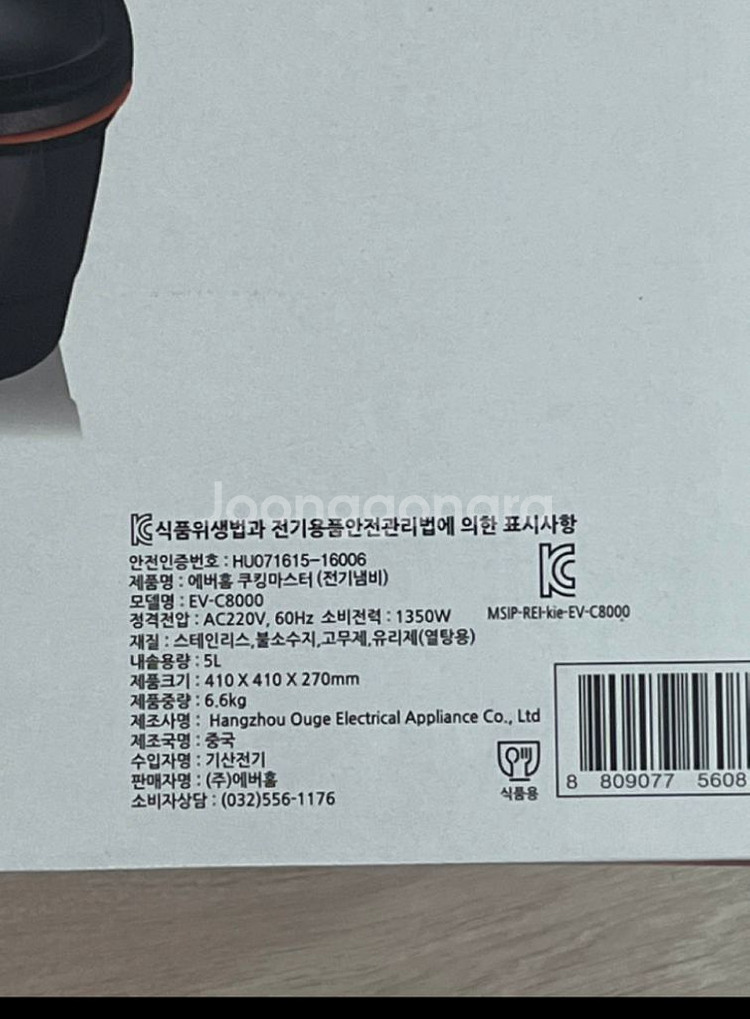 Joonggonara
식품위생법과 전기용품안전관리법에 의한 표시사항
안전인증번호 : HU071615-16006
제품명 : 에버홈 쿠킹마스터 (전기냄비)
모델명 : EV-C8000
정격전압 : AC220V, 60Hz 소비전력 : 1350W
재질 : 스테인리스,불소수지,고무제,유리제(열탕용)
내솥용량 : 5L
제품크기 : 410 X 410 X 270mm
제품중량 : 6.6kg
제조사명 : Hangzhou Ouge Electrical Appliance Co., Ltd
제조국명 : 중국
수입자명 : 기산전기
판매자명 : (주)에버홈
소비자상담 : (032)556-1176
MSIP-REI-kie-EV-C8000
식품용
8 809077 5608